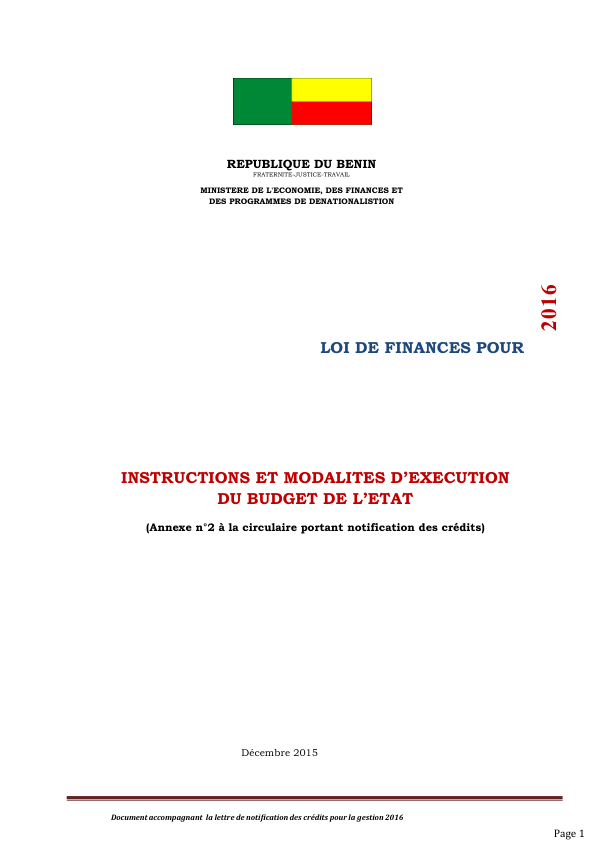 REPUBLIQUE DU BENIN
FRATERNITE-JUSTICE-TRAVAIL
MINISTERE DE L'ECONOMIE, DES FINANCES ET
DES PROGRAMMES DE DENATIONALISTION
2016
LOI DE FINANCES POUR
INSTRUCTIONS ET MODALITES D’EXECUTION
DU BUDGET DE L’ETAT
(Annexe n°2 à la circulaire portant notification des crédits)
Décembre 2015
Document accompagnant la lettre de notification des crédits pour la gestion 2016
Page 1